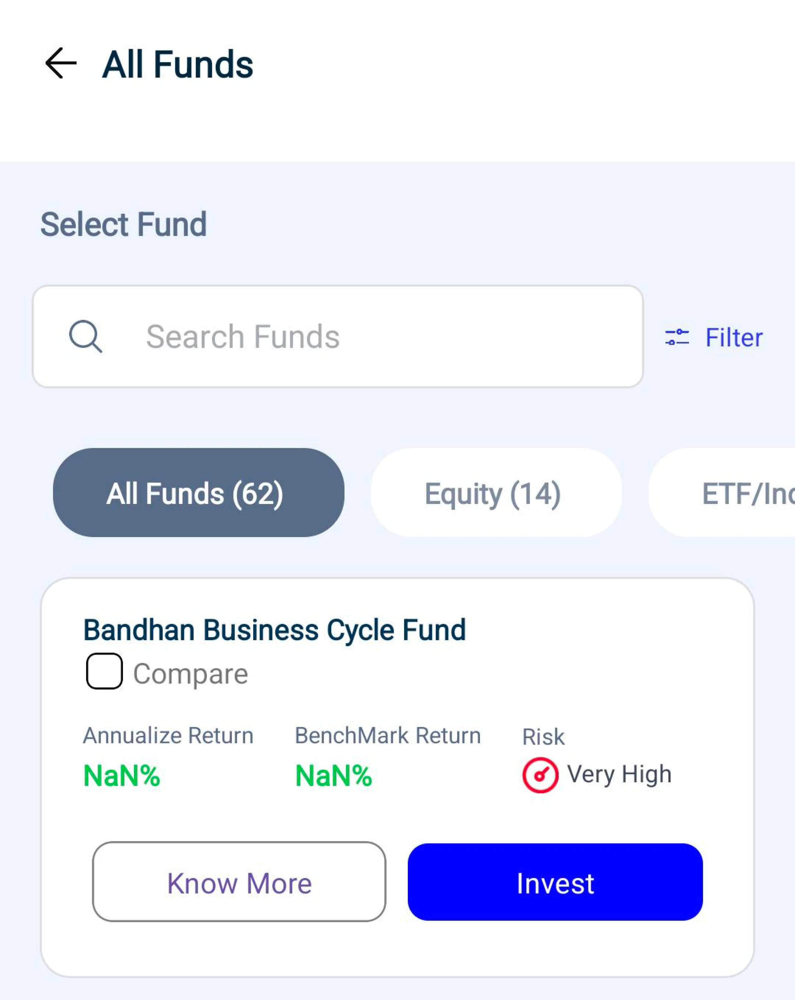 All Funds
Select Fund
Search Funds
Filter
All Funds (62)
Equity (14)
ETF/Ind
Bandhan Business Cycle Fund
Compare
Annualize Return
BenchMark Return
Risk
NaN%
NaN%
Very High
Know More
Invest